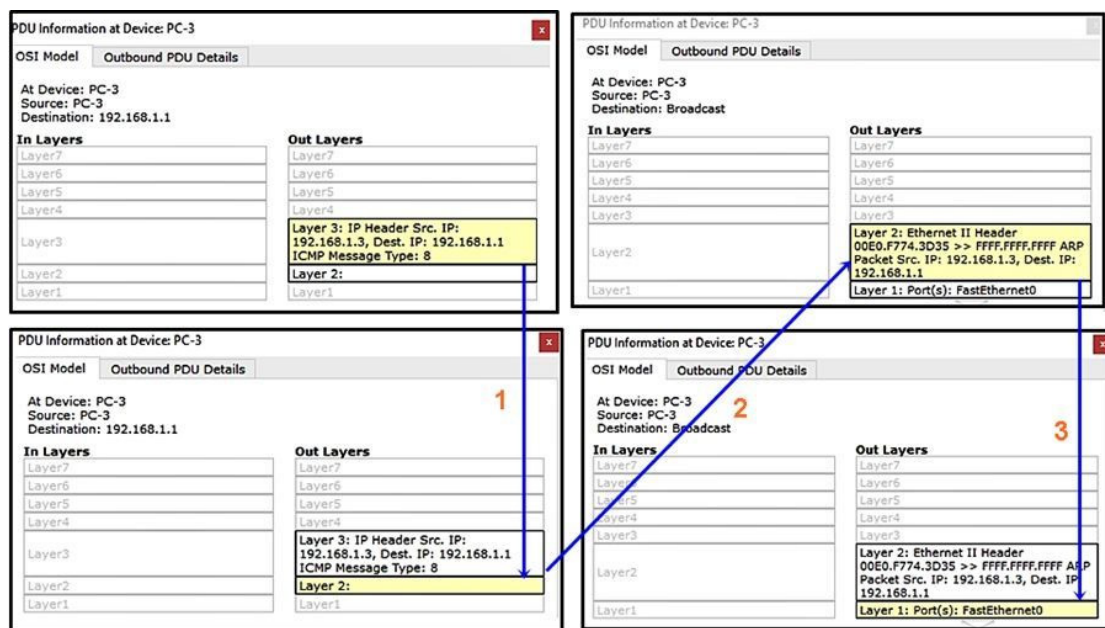 PDU Information at Device: PC-3
x
OSI Model
Outbound PDU Details
At Device: PC-3
Source: PC-3
Destination: 192.168.1.1
In Layers
Out Layers
Layer7
Layer7
Layer6
Layer6
Layer5
Layer5
Layer4
Layer4
Layer3
Layer 3: IP Header Src. IP:
192.168.1.3, Dest. IP: 192.168.1.1
ICMP Message Type: 8
Layer2
Layer 2:
Layer1
Layer1
PDU Information at Device: PC-3
x
OSI Model
Outbound PDU Details
At Device: PC-3
Source: PC-3
Destination: Broadcast
In Layers
Out Layers
Layer7
Layer7
Layer6
Layer6
Layer5
Layer5
Layer4
Layer4
Layer3
Layer3
Layer2
Layer 2: Ethernet II Header
00E0.F774.3D35 >> FFFF.FFFF.FFFF ARP
Packet Src. IP: 192.168.1.3, Dest. IP:
192.168.1.1
Layer1
Layer 1: Port(s): FastEthernet0
PDU Information at Device: PC-3
x
OSI Model
Outbound PDU Details
At Device: PC-3
Source: PC-3
Destination: 192.168.1.1
1
In Layers
Out Layers
Layer7
Layer7
Layer6
Layer6
Layer5
Layer5
Layer4
Layer4
Layer3
Layer 3: IP Header Src. IP:
192.168.1.3, Dest. IP: 192.168.1.1
ICMP Message Type: 8
Layer2
Layer 2:
Layer1
Layer1
PDU Information at Device: PC-3
x
OSI Model
Outbound PDU Details
At Device: PC-3
Source: PC-3
Destination: Broadcast
2
3
In Layers
Out Layers
Layer7
Layer7
Layer6
Layer6
Layer5
Layer5
Layer4
Layer4
Layer3
Layer3
Layer2
Layer 2: Ethernet II Header
00E0.F774.3D35 >> FFFF.FFFF.FFFF ARP
Packet Src. IP: 192.168.1.3, Dest. IP
192.168.1.1
Layer1
Layer 1: Port(s): FastEthernet0